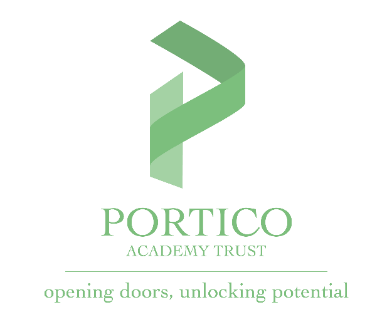 PORTICO
ACADEMY TRUST
opening doors, unlocking potential